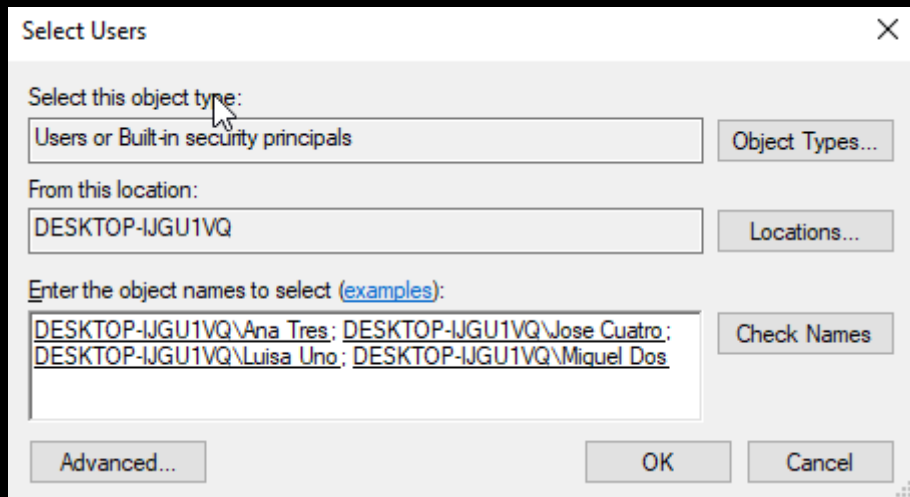 Select Users
Select this object type:
Users or Built-in security principals
Object Types...
From this location:
DESKTOP-IJGU1VQ
Locations...
Enter the object names to select (examples):
DESKTOP-IJGU1VQ\Ana Tres; DESKTOP-IJGU1VQ\Jose Cuatro;
DESKTOP-IJGU1VQ\Luisa Uno; DESKTOP-IJGU1VQ\Miguel Dos
Check Names
Advanced...
OK
Cancel